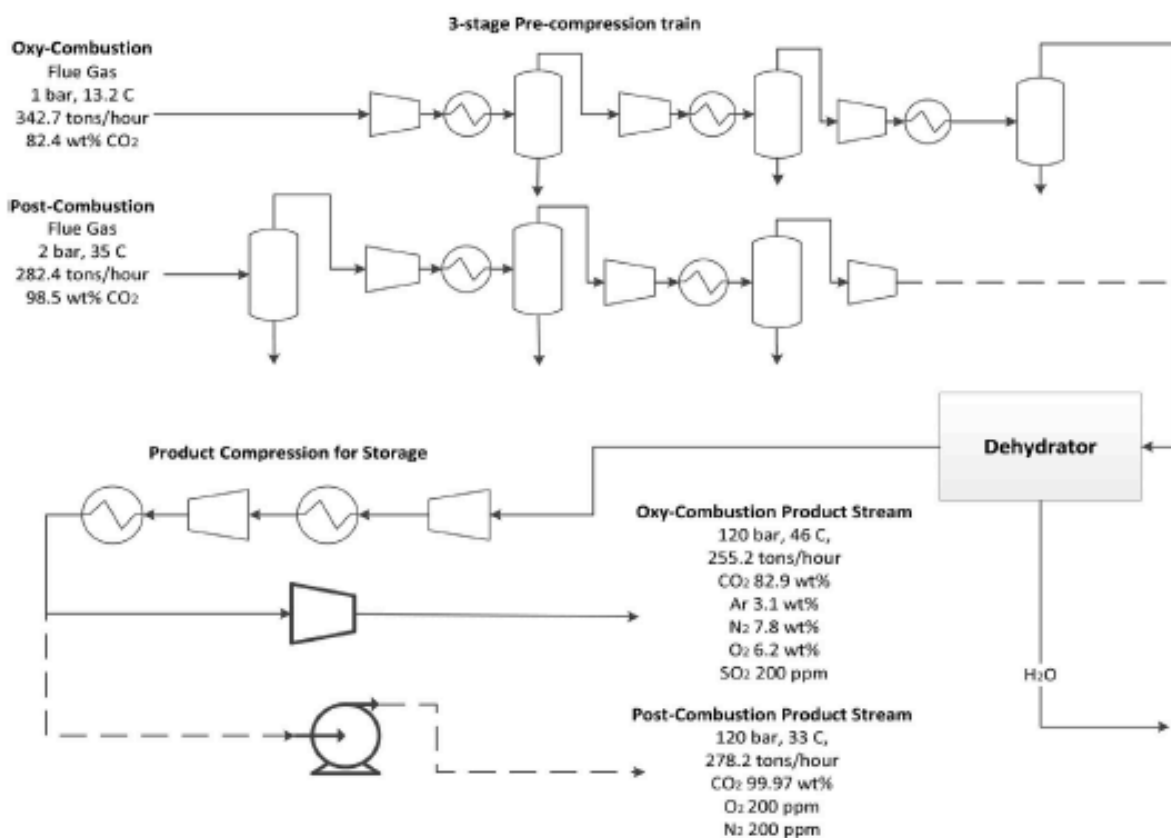 3-stage Pre-compression train
Oxy-Combustion
Flue Gas
1 bar, 13.2 C
342.7 tons/hour
82.4 wt% CO₂
Post-Combustion
Flue Gas
2 bar, 35 C
282.4 tons/hour
98.5 wt% CO₂
Dehydrator
Product Compression for Storage
Oxy-Combustion Product Stream
120 bar, 46 C,
255.2 tons/hour
CO₂ 82.9 wt%
Ar 3.1 wt%
N₂ 7.8 wt%
O₂ 6.2 wt%
SO₂ 200 ppm
H₂O
Post-Combustion Product Stream
120 bar, 33 C,
278.2 tons/hour
CO₂ 99.97 wt%
O₂ 200 ppm
N₂ 200 ppm